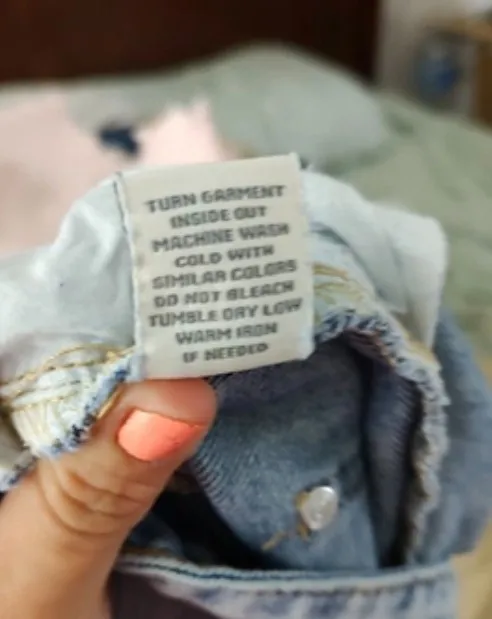 TURN GARMENT
INSIDE OUT
MACHINE WASH
COLD WITH
SIMILAR COLORS
DO NOT BLEACH
TUMBLE DRY LOW
WARM IRON
IF NEEDED